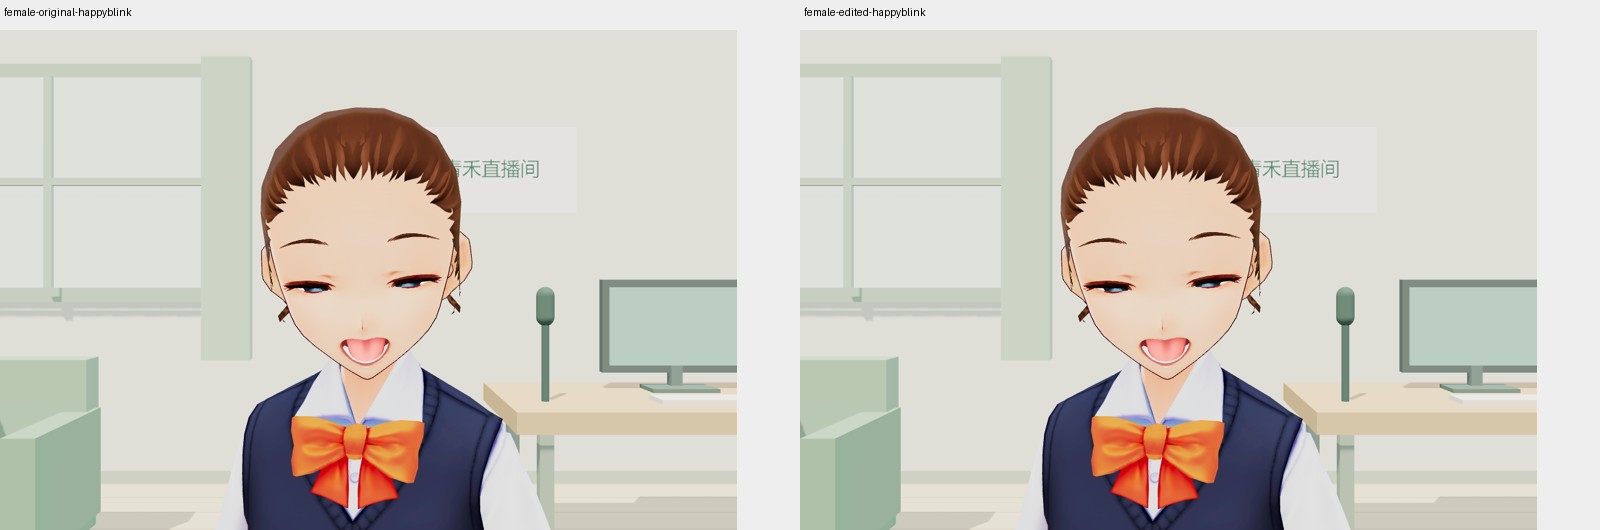 female-original-happyblink
female-edited-happyblink
青禾直播间
青禾直播间